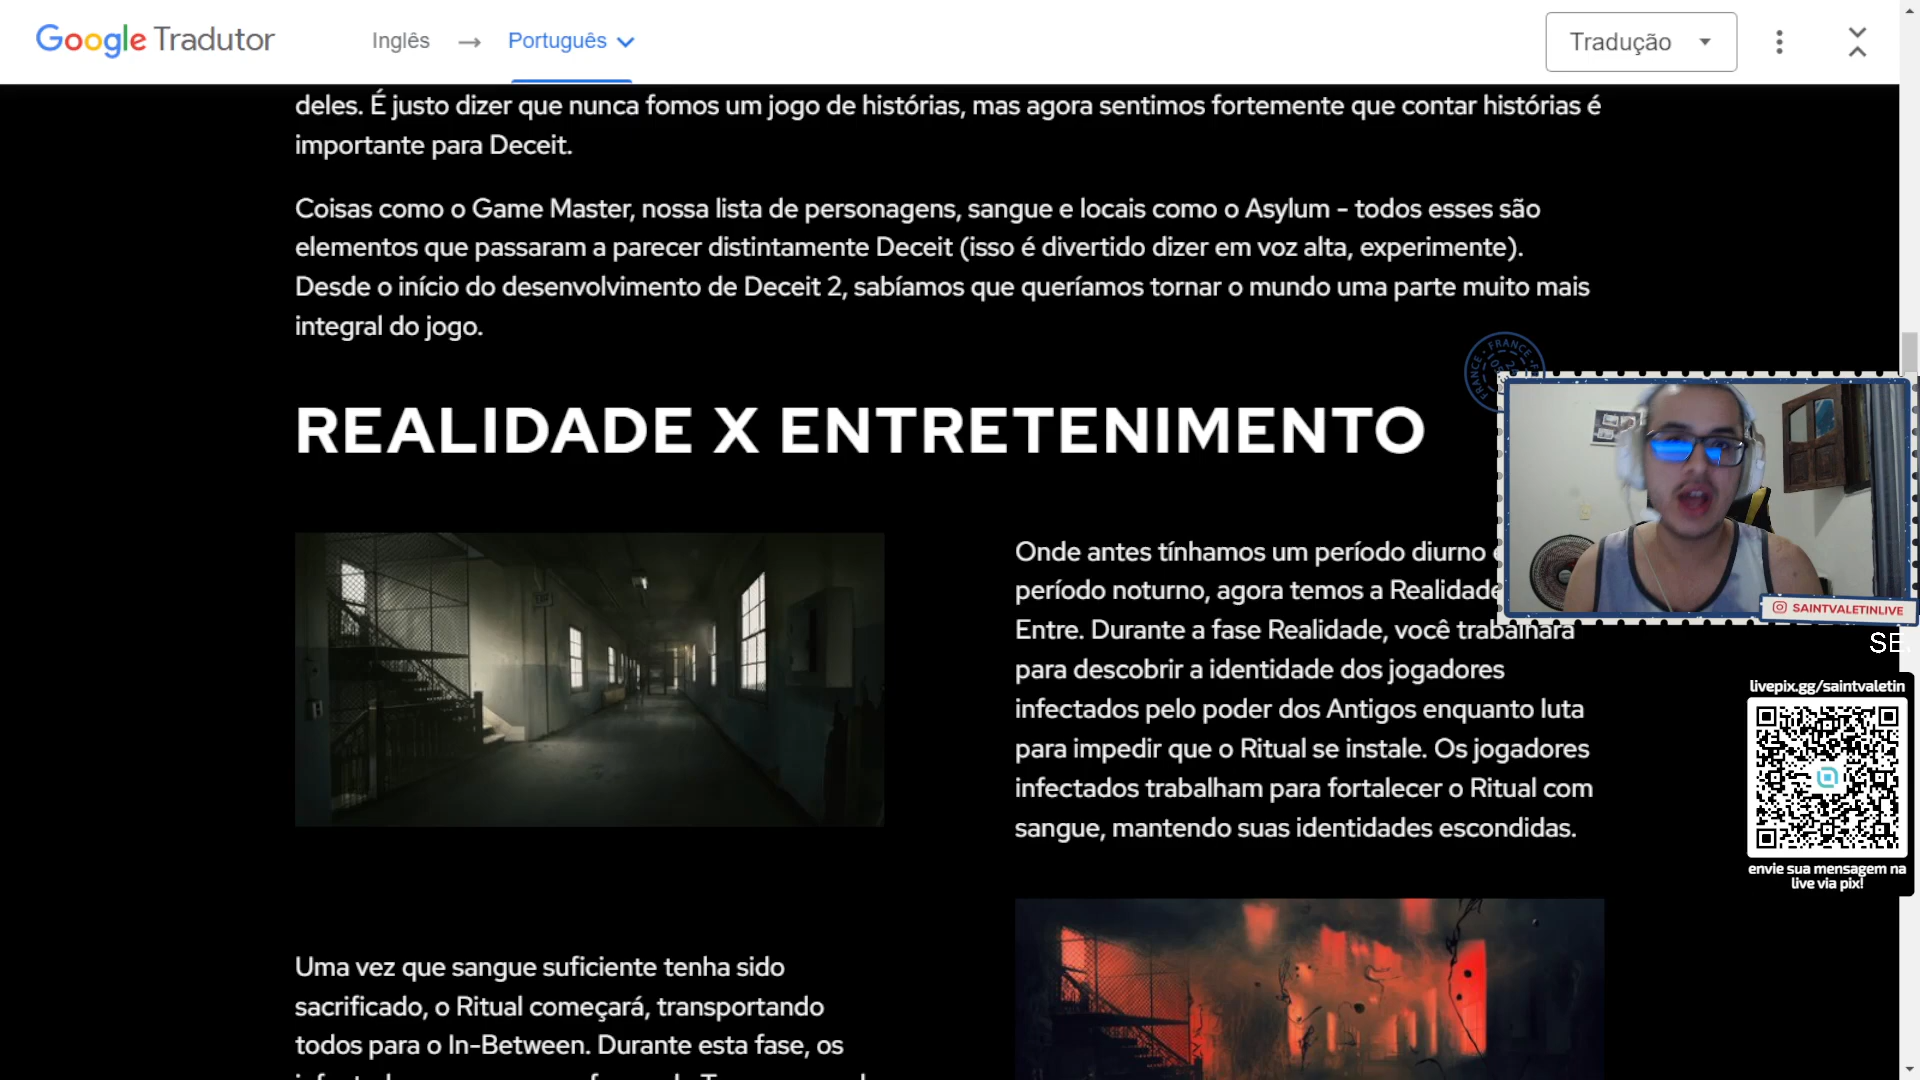 Google Tradutor
Inglês → Português
Tradução
deles. É justo dizer que nunca fomos um jogo de histórias, mas agora sentimos fortemente que contar histórias é
importante para Deceit.
Coisas como o Game Master, nossa lista de personagens, sangue e locais como o Asylum - todos esses são
elementos que passaram a parecer distintamente Deceit (isso é divertido dizer em voz alta, experimente).
Desde o início do desenvolvimento de Deceit 2, sabíamos que queríamos tornar o mundo uma parte muito mais
integral do jogo.
FRANCE
REALIDADE X ENTRETENIMENTO
Onde antes tínhamos um período diurno
período noturno, agora temos a Realidade
Entre. Durante a fase Realidade, você trabalhará
para descobrir a identidade dos jogadores
infectados pelo poder dos Antigos enquanto luta
para impedir que o Ritual se instale. Os jogadores
infectados trabalham para fortalecer o Ritual com
sangue, mantendo suas identidades escondidas.
SAINTVALETINLIVE
SE,
livepix.gg/saintvaletin
envie sua mensagem na
live via pix!
Uma vez que sangue suficiente tenha sido
sacrificado, o Ritual começará, transportando
todos para o In-Between. Durante esta fase, os